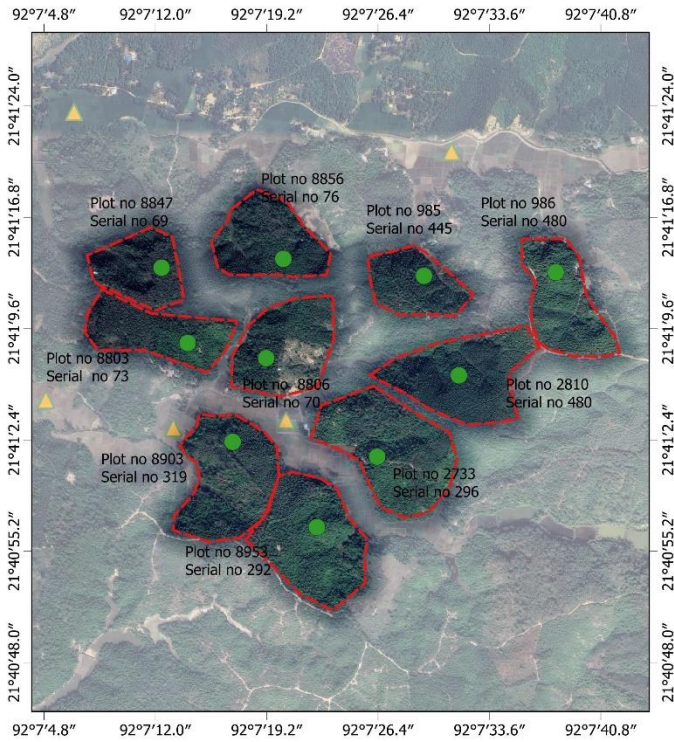 92°7′4.8″ 92°7′12.0″ 92°7′19.2″ 92°7′26.4″ 92°7′33.6″ 92°7′40.8″
21°41′24.0″ 21°41′24.0″
Plot no 8856
Serial no 76
Plot no 8847
Serial no 69
Plot no 985
Serial no 445
Plot no 986
Serial no 480
21°41′16.8″ 21°41′16.8″
21°41′9.6″ 21°41′9.6″
Plot no 8803
Serial  no 73
Plot no 8806
Serial no 70
Plot no 2810
Serial no 480
21°41′2.4″ 21°41′2.4″
Plot no 8903
Serial no 319
Plot no 2733
Serial no 296
Plot no 8953
Serial no 292
21°40′55.2″ 21°40′55.2″
21°40′48.0″ 21°40′48.0″
92°7′4.8″ 92°7′12.0″ 92°7′19.2″ 92°7′26.4″ 92°7′33.6″ 92°7′40.8″